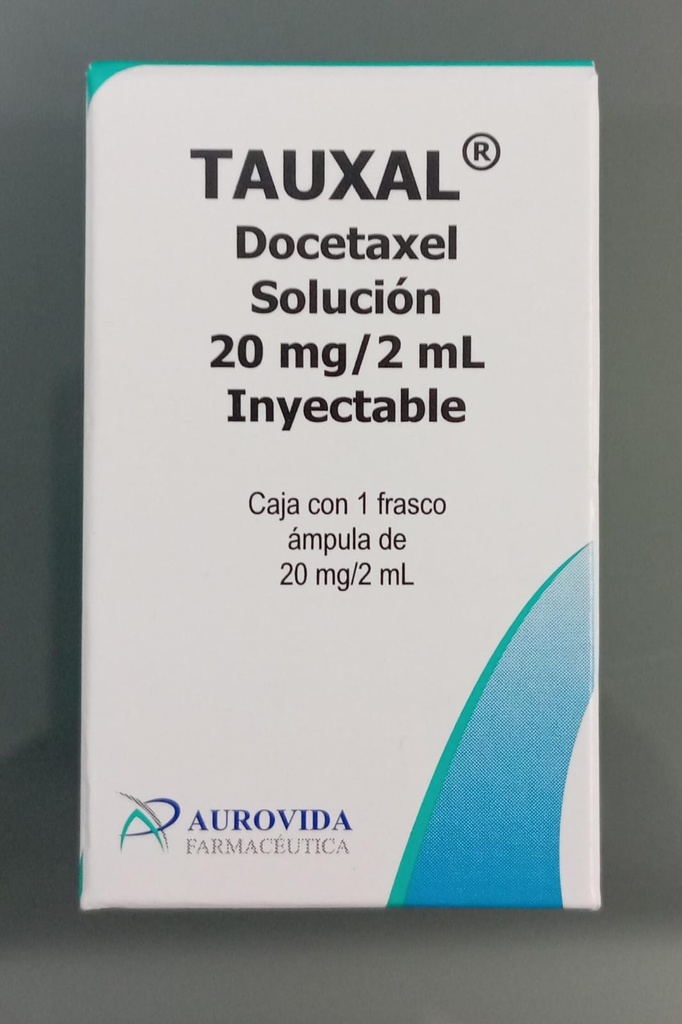 TAUXAL®
Docetaxel
Solución
20 mg/2 mL
Inyectable
Caja con 1 frasco
ámpula de
20 mg/2 mL
AUROVIDA
FARMACÉUTICA